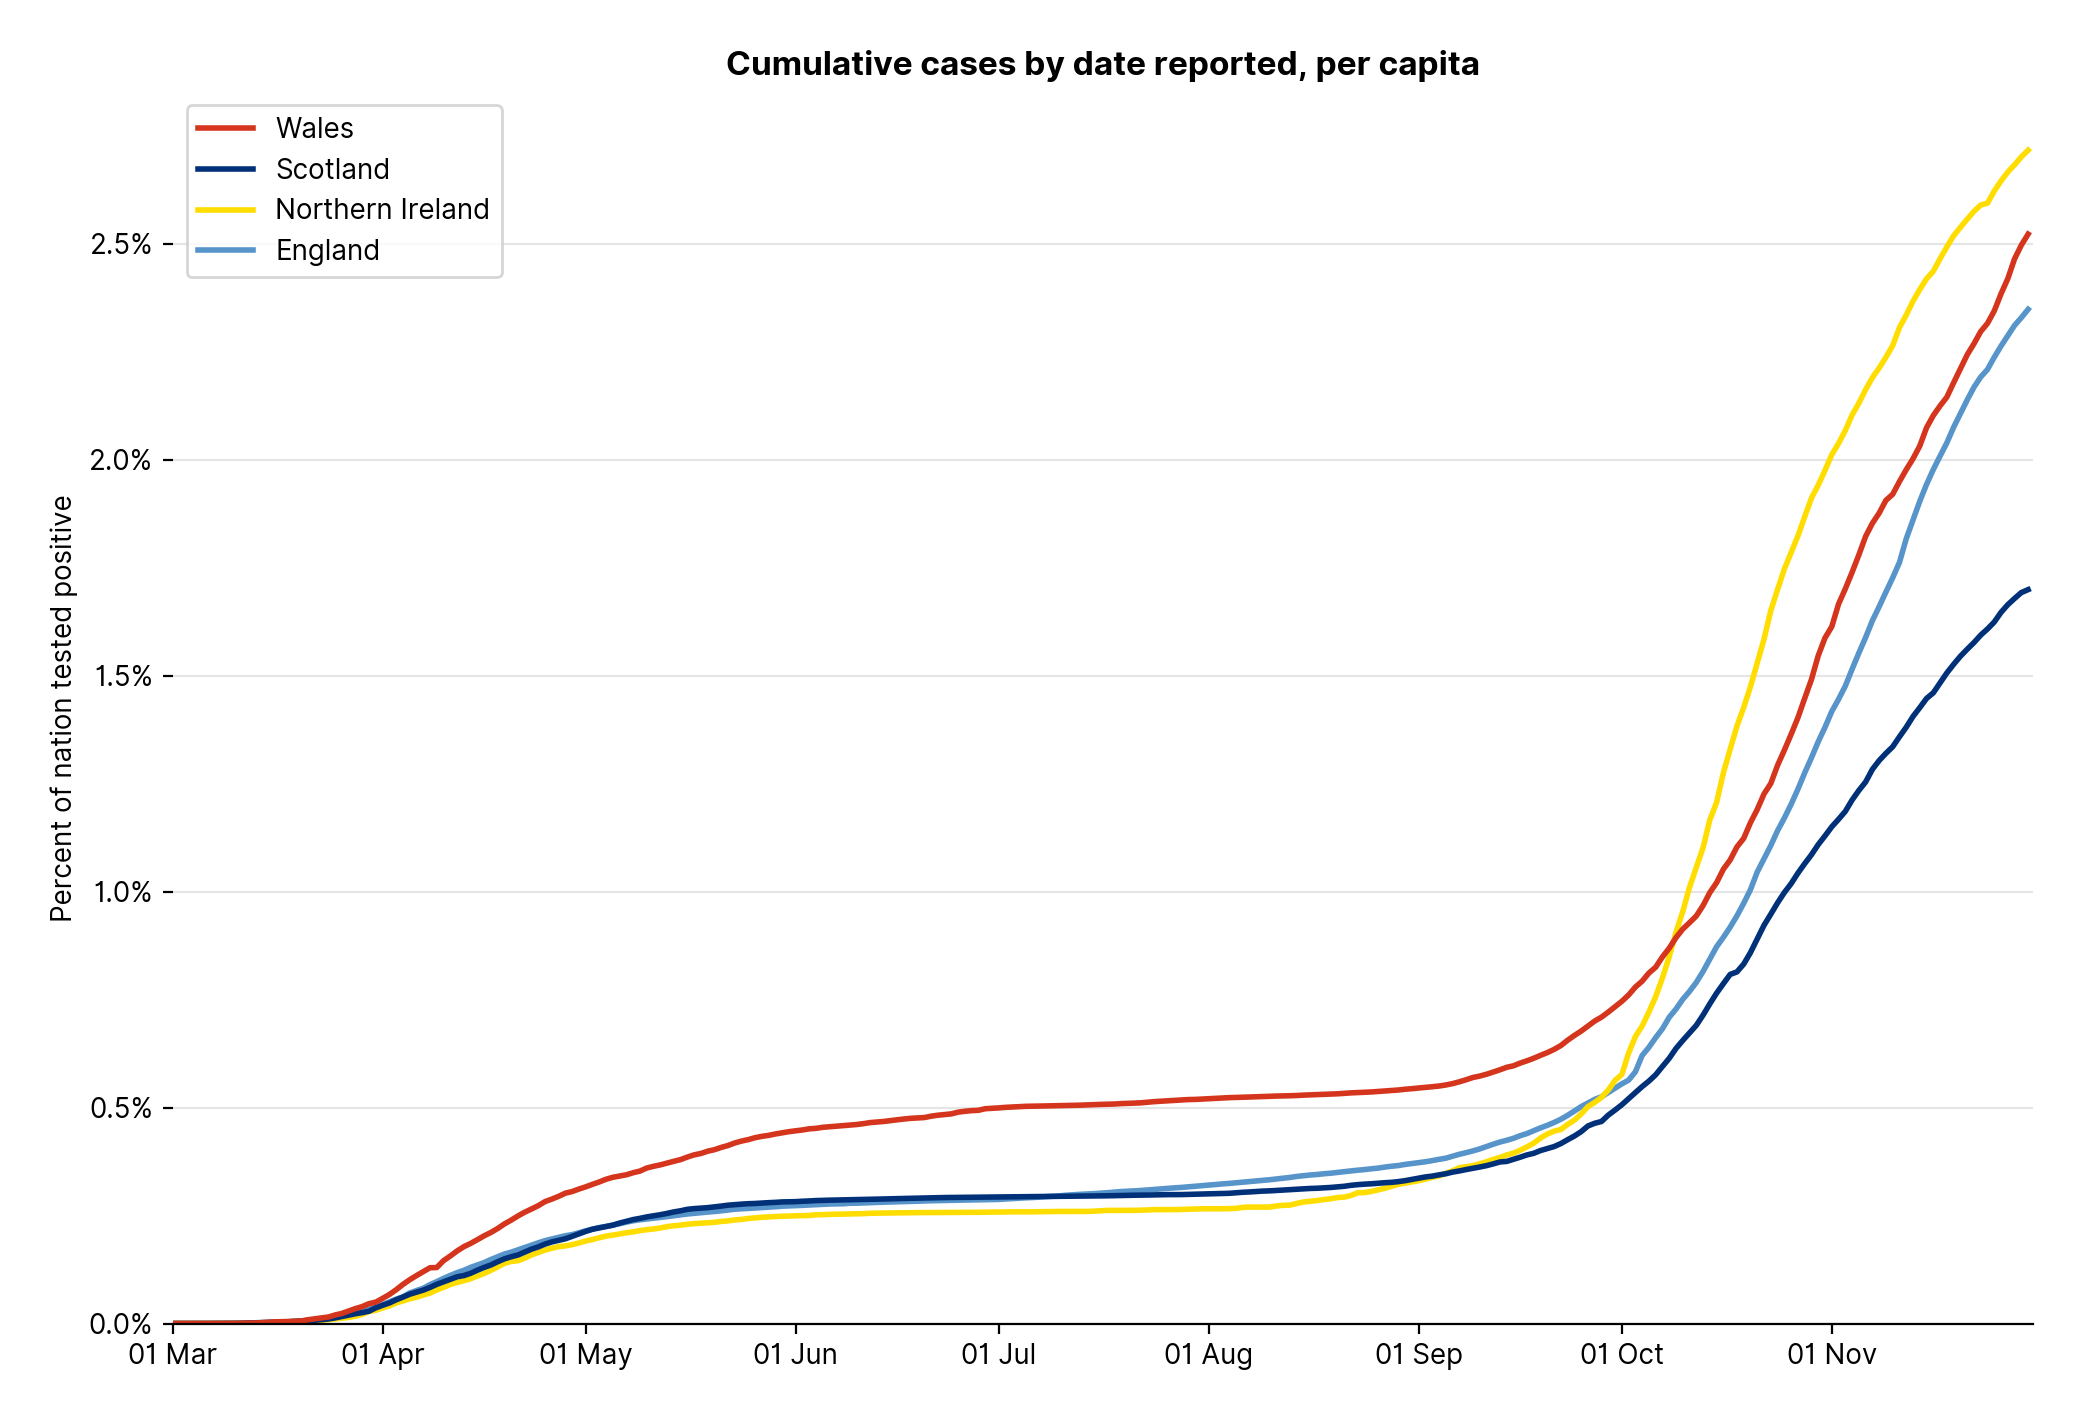 Cumulative cases by date reported, per capita
Wales
Scotland
Northern Ireland
England
Percent of nation tested positive
2.5%
2.0%
1.5%
1.0%
0.5%
0.0%
01 Mar 01 Apr 01 May 01 Jun 01 Jul 01 Aug 01 Sep 01 Oct 01 Nov